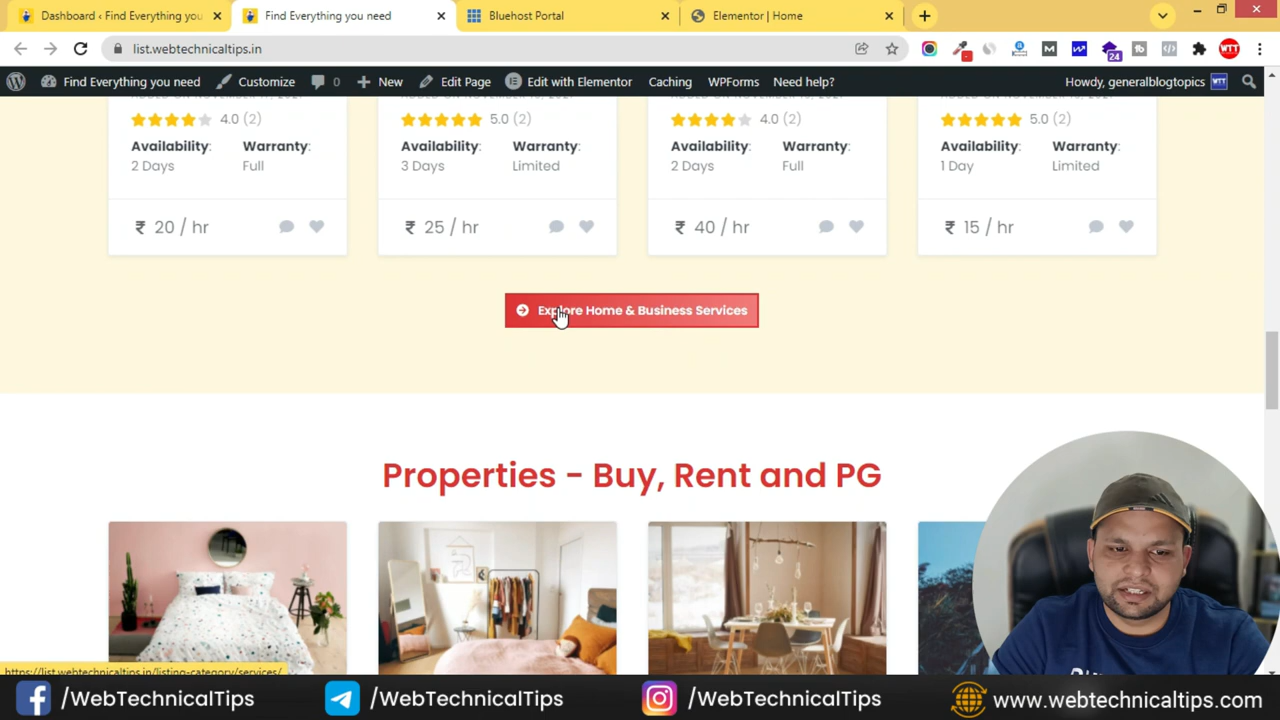 Dashboard ‹ Find Everything you
Find Everything you need
Bluehost Portal
Elementor | Home
list.webtechnicaltips.in
24
WTT
Find Everything you need
Customize
0
New
Edit Page
Edit with Elementor
Caching
WPForms
Need help?
Howdy, generalblogtopics
4.0 (2)
5.0 (2)
4.0 (2)
5.0 (2)
Availability: Warranty:
2 Days Full
Availability: Warranty:
3 Days Limited
Availability: Warranty:
2 Days Full
Availability: Warranty:
1 Day Limited
₹ 20 / hr
₹ 25 / hr
₹ 40 / hr
₹ 15 / hr
Explore Home & Business Services
Properties - Buy, Rent and PG
https://list.webtechnicaltips.in/listing-category/services/
/WebTechnicalTips
/WebTechnicalTips
/WebTechnicalTips
www.webtechnicaltips.com